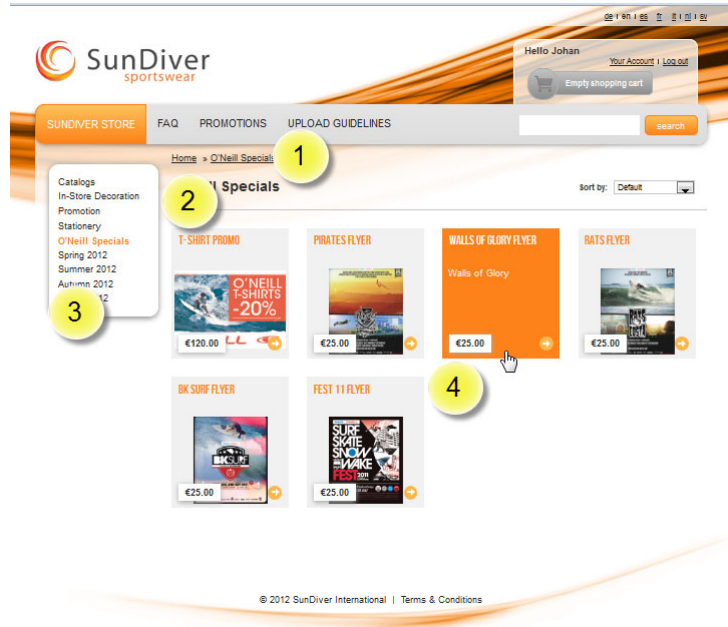 de | en | es fr it | nl | sv
SunDiver
sportswear
Hello Johan
Your Account | Log out
Empty shopping cart
SUNDIVER STORE FAQ PROMOTIONS UPLOAD GUIDELINES search
Home » O'Neill Specials
1
2
ll Specials
Sort by: Default
Catalogs
In-Store Decoration
Promotion
Stationery
O'Neill Specials
Spring 2012
Summer 2012
Autumn 2012
3
T-SHIRT PROMO
PIRATES FLYER
WALLS OF GLORY FLYER
RATS FLYER
Walls of Glory
O'NEILL
T-SHIRTS
-20%
€120.00
€25.00
€25.00
€25.00
4
BK SURF FLYER
FEST 11 FLYER
BKSURF
SURF
SKATE
SNOW
WAKE
FEST 2011
€25.00
€25.00
© 2012 SunDiver International | Terms & Conditions